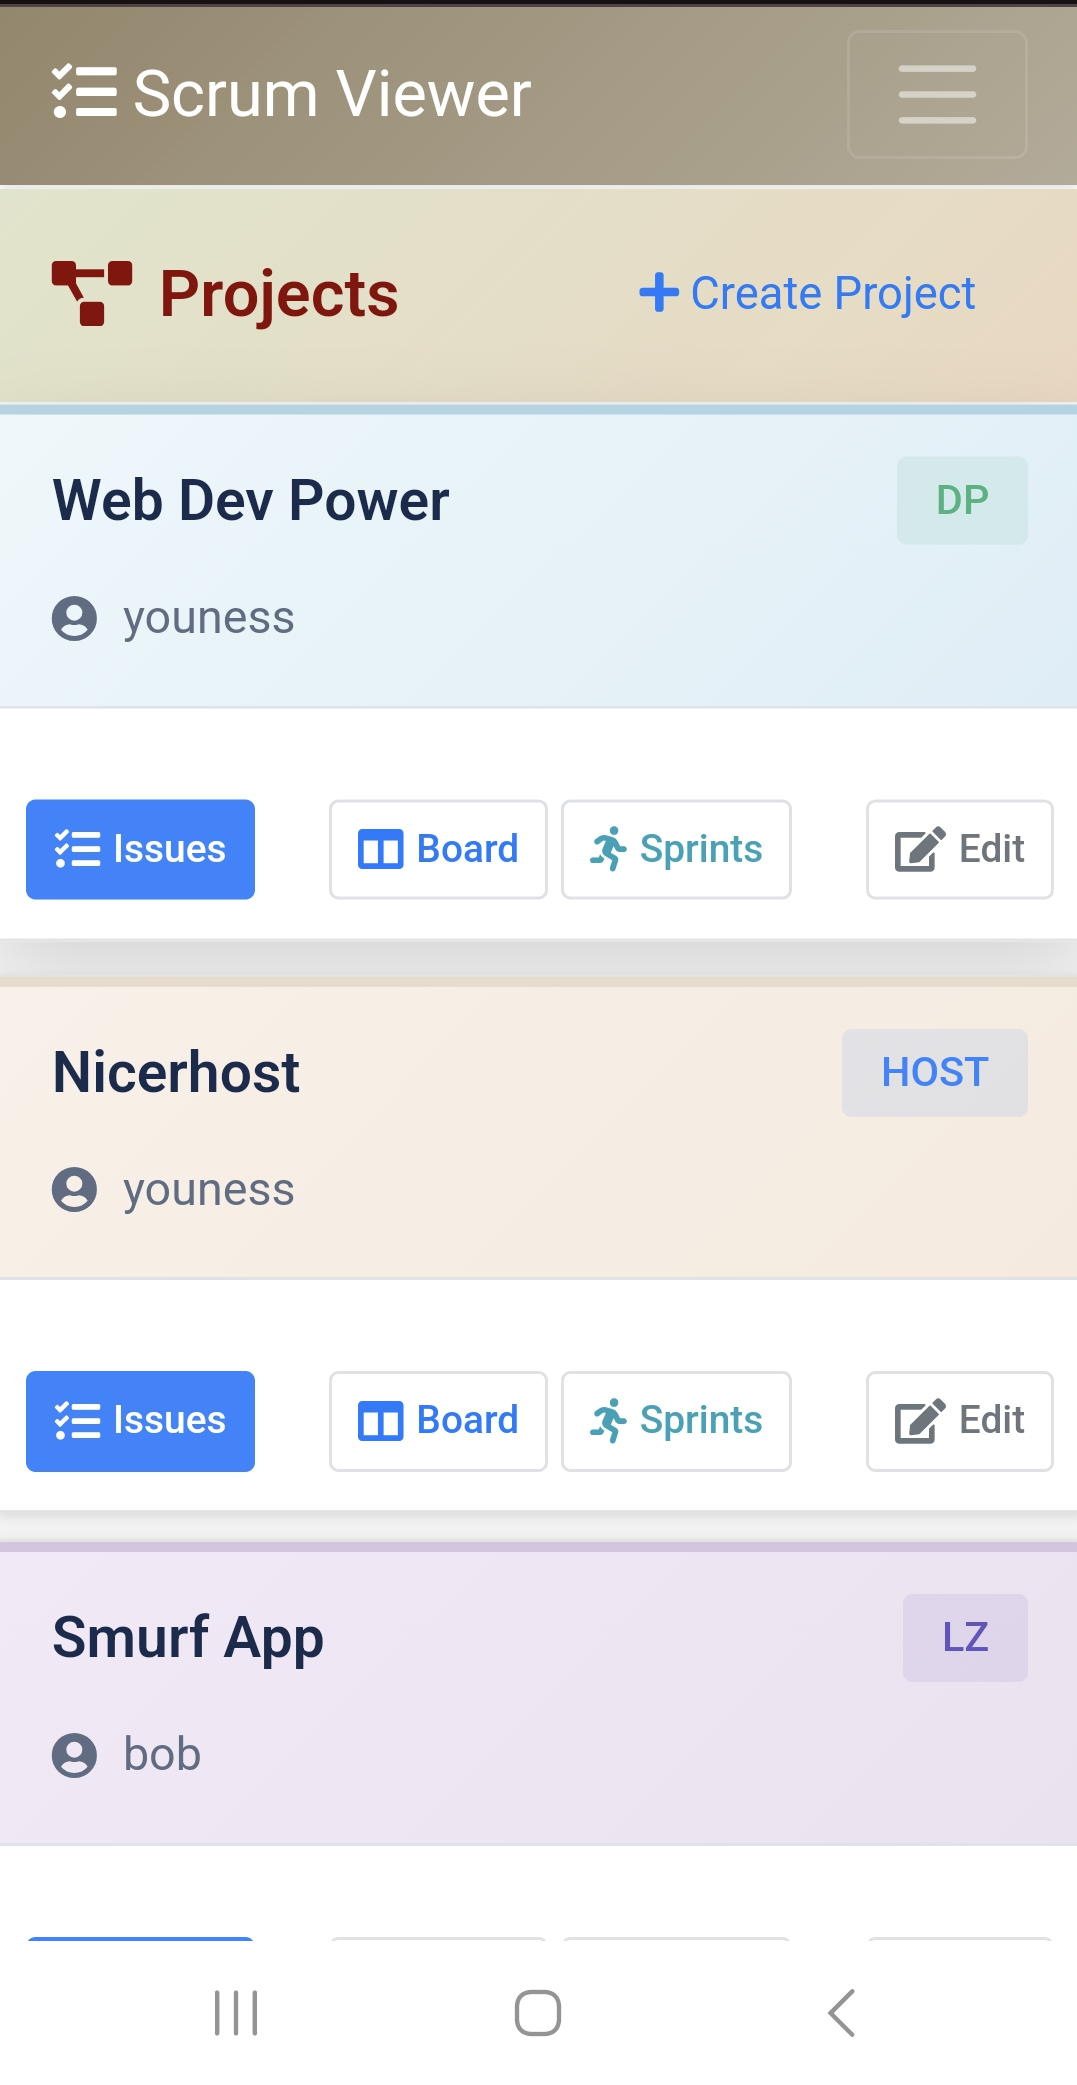 Scrum Viewer
Projects
Create Project
Web Dev Power
DP
youness
Issues
Board
Sprints
Edit
Nicerhost
HOST
youness
Issues
Board
Sprints
Edit
Smurf App
LZ
bob